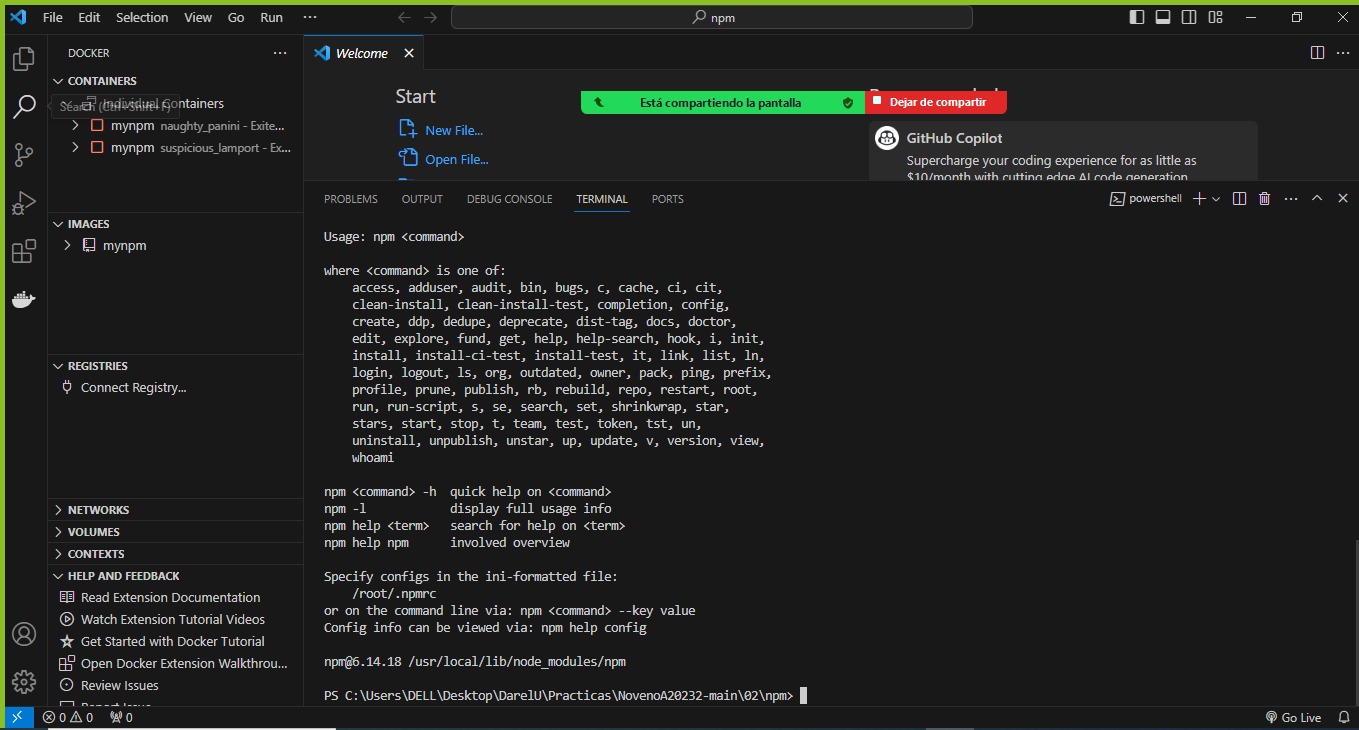 File Edit Selection View Go Run ···
npm
DOCKER
CONTAINERS
Individual Containers
Search (Ctrl+Shift+F)
mynpm naughty_panini - Exite...
mynpm suspicious_lamport - Ex...
IMAGES
mynpm
REGISTRIES
Connect Registry...
NETWORKS
VOLUMES
CONTEXTS
HELP AND FEEDBACK
Read Extension Documentation
Watch Extension Tutorial Videos
Get Started with Docker Tutorial
Open Docker Extension Walkthrou...
Review Issues
Welcome
Start
New File...
Open File...
Está compartiendo la pantalla
Dejar de compartir
GitHub Copilot
Supercharge your coding experience for as little as
$10/month with cutting edge AI code generation
PROBLEMS OUTPUT DEBUG CONSOLE TERMINAL PORTS
powershell
Usage: npm <command>
where <command> is one of:
access, adduser, audit, bin, bugs, c, cache, ci, cit,
clean-install, clean-install-test, completion, config,
create, ddp, dedupe, deprecate, dist-tag, docs, doctor,
edit, explore, fund, get, help, help-search, hook, i, init,
install, install-ci-test, install-test, it, link, list, ln,
login, logout, ls, org, outdated, owner, pack, ping, prefix,
profile, prune, publish, rb, rebuild, repo, restart, root,
run, run-script, s, se, search, set, shrinkwrap, star,
stars, start, stop, t, team, test, token, tst, un,
uninstall, unpublish, unstar, up, update, v, version, view,
whoami
npm <command> -h quick help on <command>
npm -l display full usage info
npm help <term> search for help on <term>
npm help npm involved overview
Specify configs in the ini-formatted file:
/root/.npmrc
or on the command line via: npm <command> --key value
Config info can be viewed via: npm help config
npm@6.14.18 /usr/local/lib/node_modules/npm
PS C:\Users\DELL\Desktop\DarelU\Practicas\NovenoA20232-main\02\npm>
0 0 0
Go Live